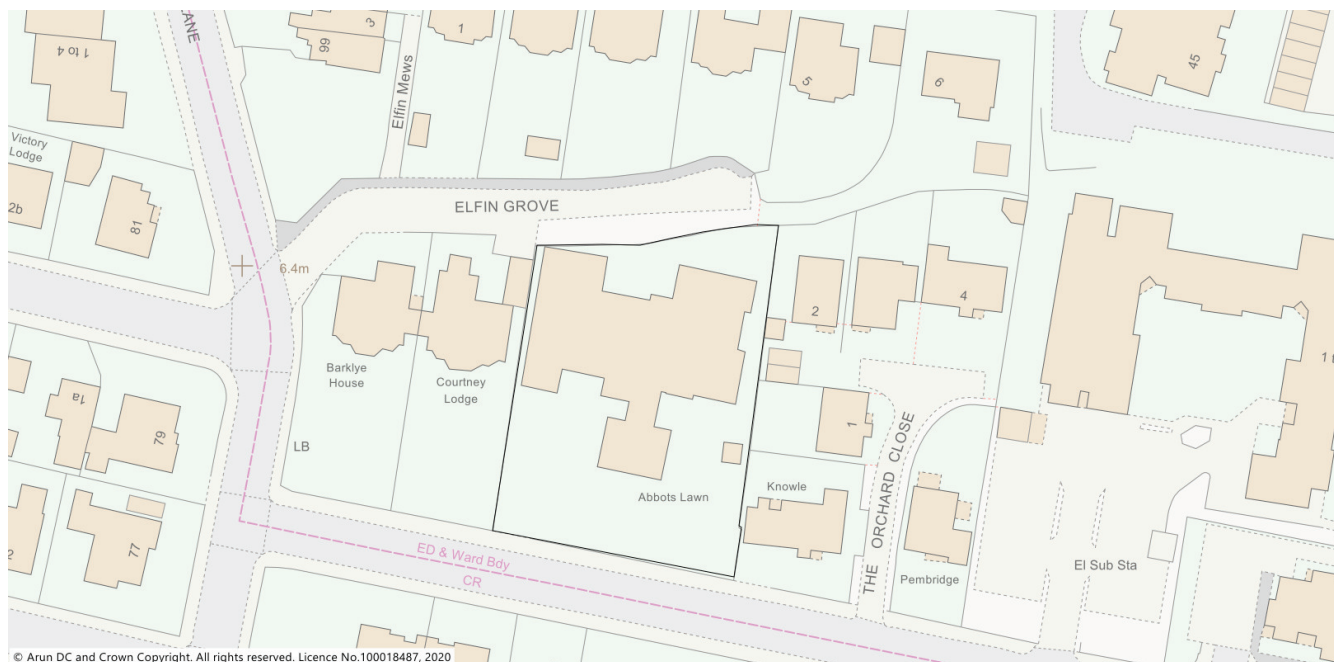 LANE
1 to 4
3
99
1
Elfin Mews
5
6
45
Victory
Lodge
2b
81
ELFIN GROVE
6.4m
2
4
Barklye
House
Courtney
Lodge
1a
79
LB
1
THE ORCHARD CLOSE
Abbots Lawn
Knowle
77
2
ED & Ward Bdy
CR
Pembridge
El Sub Sta
© Arun DC and Crown Copyright. All rights reserved. Licence No.100018487, 2020